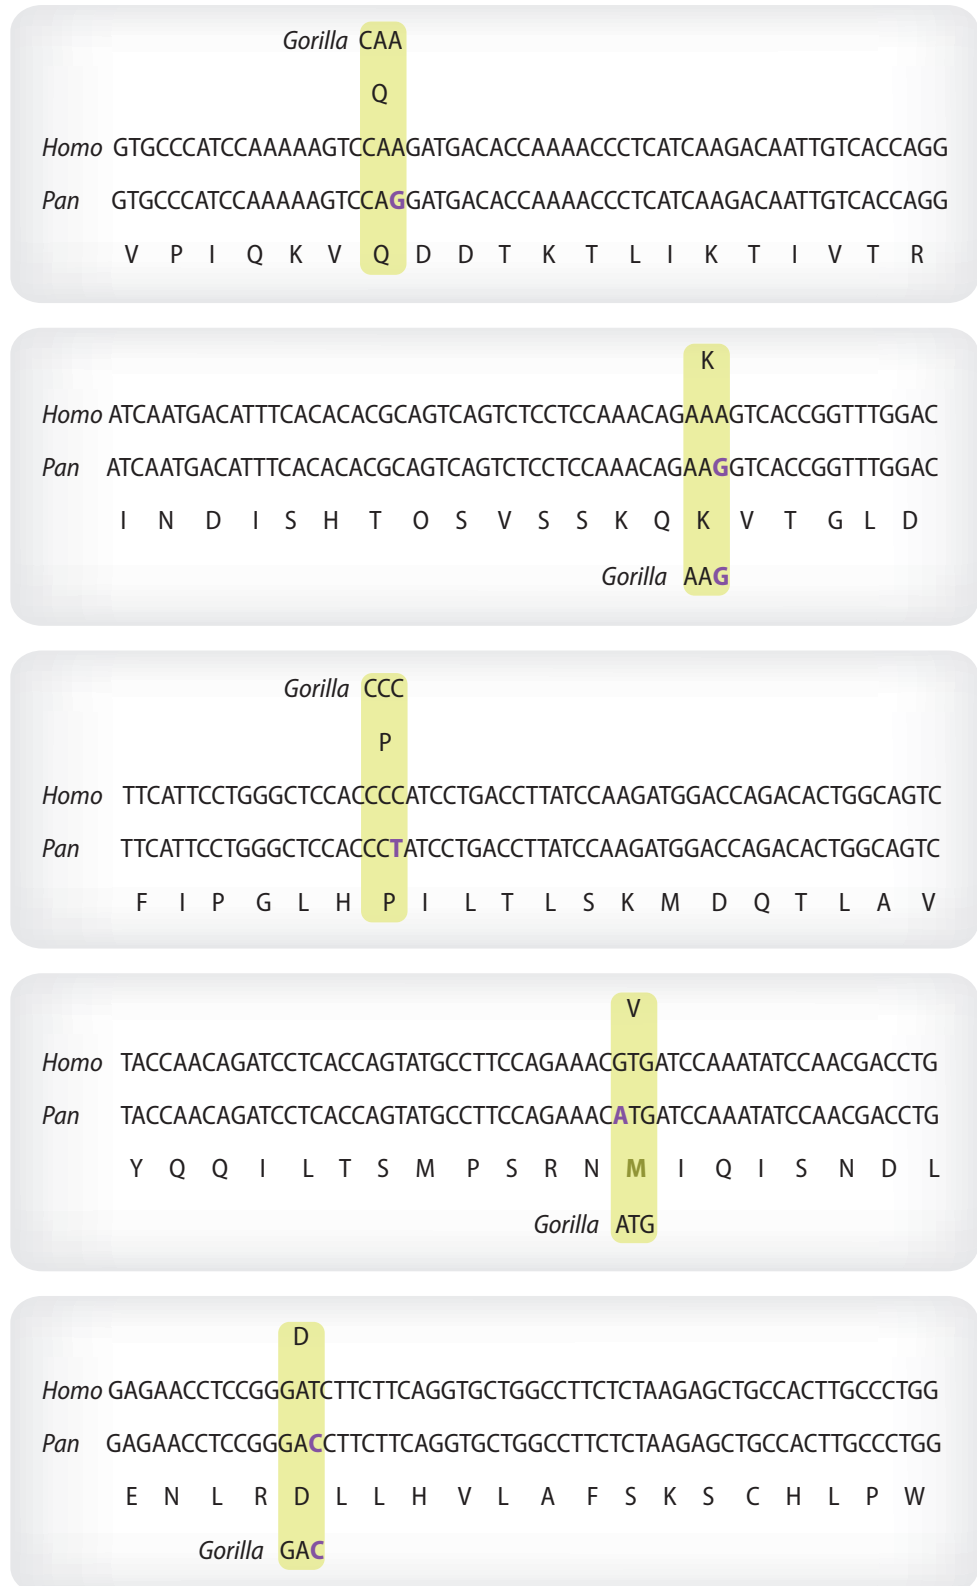 Gorilla CAA
Q
Homo GTGCCCATCCAAAAAGTCCAAGATGACACCAAAACCCTCATCAAGACAATTGTCACCAGG
Pan GTGCCCATCCAAAAAGTCCAGGATGACACCAAAACCCTCATCAAGACAATTGTCACCAGG
V P I Q K V Q D D T K T L I K T I V T R
K
Homo ATCAATGACATTTCACACACGCAGTCAGTCTCCTCCAAACAGAAAGTCACCGGTTTGGAC
Pan ATCAATGACATTTCACACACGCAGTCAGTCTCCTCCAAACAGAAGGTCACCGGTTTGGAC
I N D I S H T O S V S S K Q K V T G L D
Gorilla AAG
Gorilla CCC
P
Homo TTCATTCCTGGGCTCCACCCCATCCTGACCTTATCCAAGATGGACCAGACACTGGCAGTC
Pan TTCATTCCTGGGCTCCACCCTATCCTGACCTTATCCAAGATGGACCAGACACTGGCAGTC
F I P G L H P I L T L S K M D Q T L A V
V
Homo TACCAACAGATCCTCACCAGTATGCCTTCCAGAAACGTGATCCAAATATCCAACGACCTG
Pan TACCAACAGATCCTCACCAGTATGCCTTCCAGAAACATGATCCAAATATCCAACGACCTG
Y Q Q I L T S M P S R N M I Q I S N D L
Gorilla ATG
D
Homo GAGAACCTCCGGGATCTTCTTCAGGTGCTGGCCTTCTCTAAGAGCTGCCACTTGCCCTGG
Pan GAGAACCTCCGGGACCTTCTTCAGGTGCTGGCCTTCTCTAAGAGCTGCCACTTGCCCTGG
E N L R D L L H V L A F S K S C H L P W
Gorilla GAC